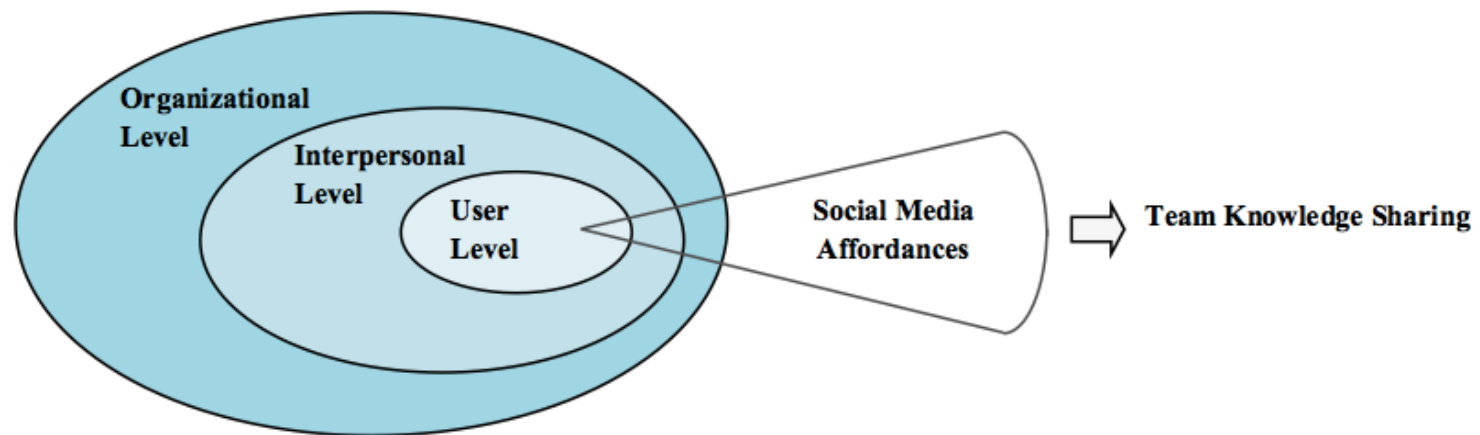 Organizational
Level
Interpersonal
Level
User
Level
Social Media
Affordances
Team Knowledge Sharing